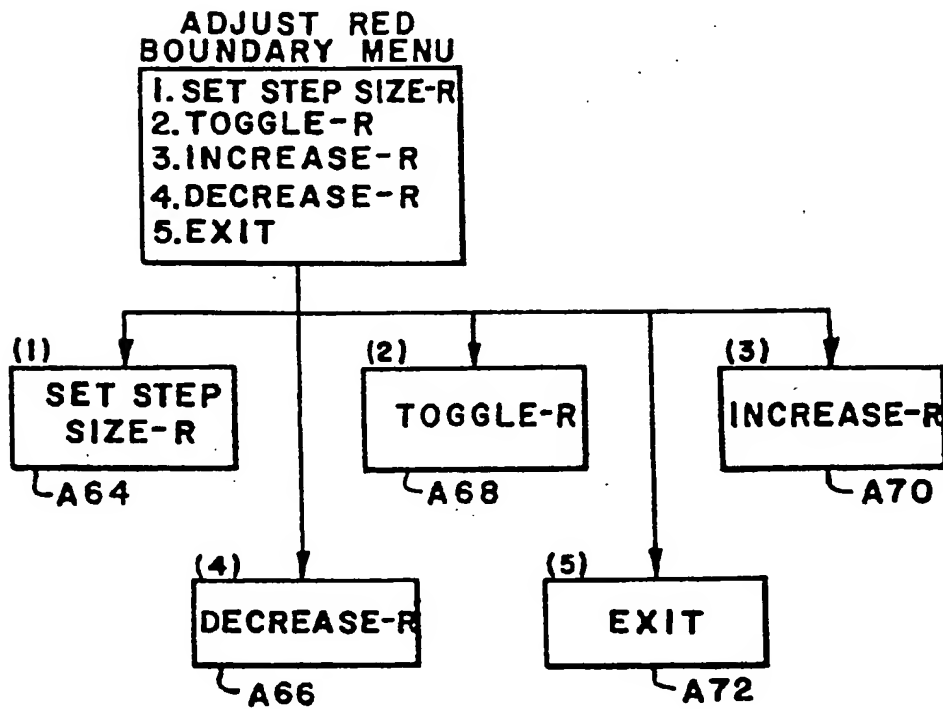 ADJUST RED
BOUNDARY MENU
1. SET STEP SIZE-R
2. TOGGLE-R
3. INCREASE-R
4. DECREASE-R
5. EXIT
(1)
SET STEP
SIZE-R
A64
(2)
TOGGLE-R
A68
(3)
INCREASE-R
A70
(4)
DECREASE-R
A66
(5)
EXIT
A72